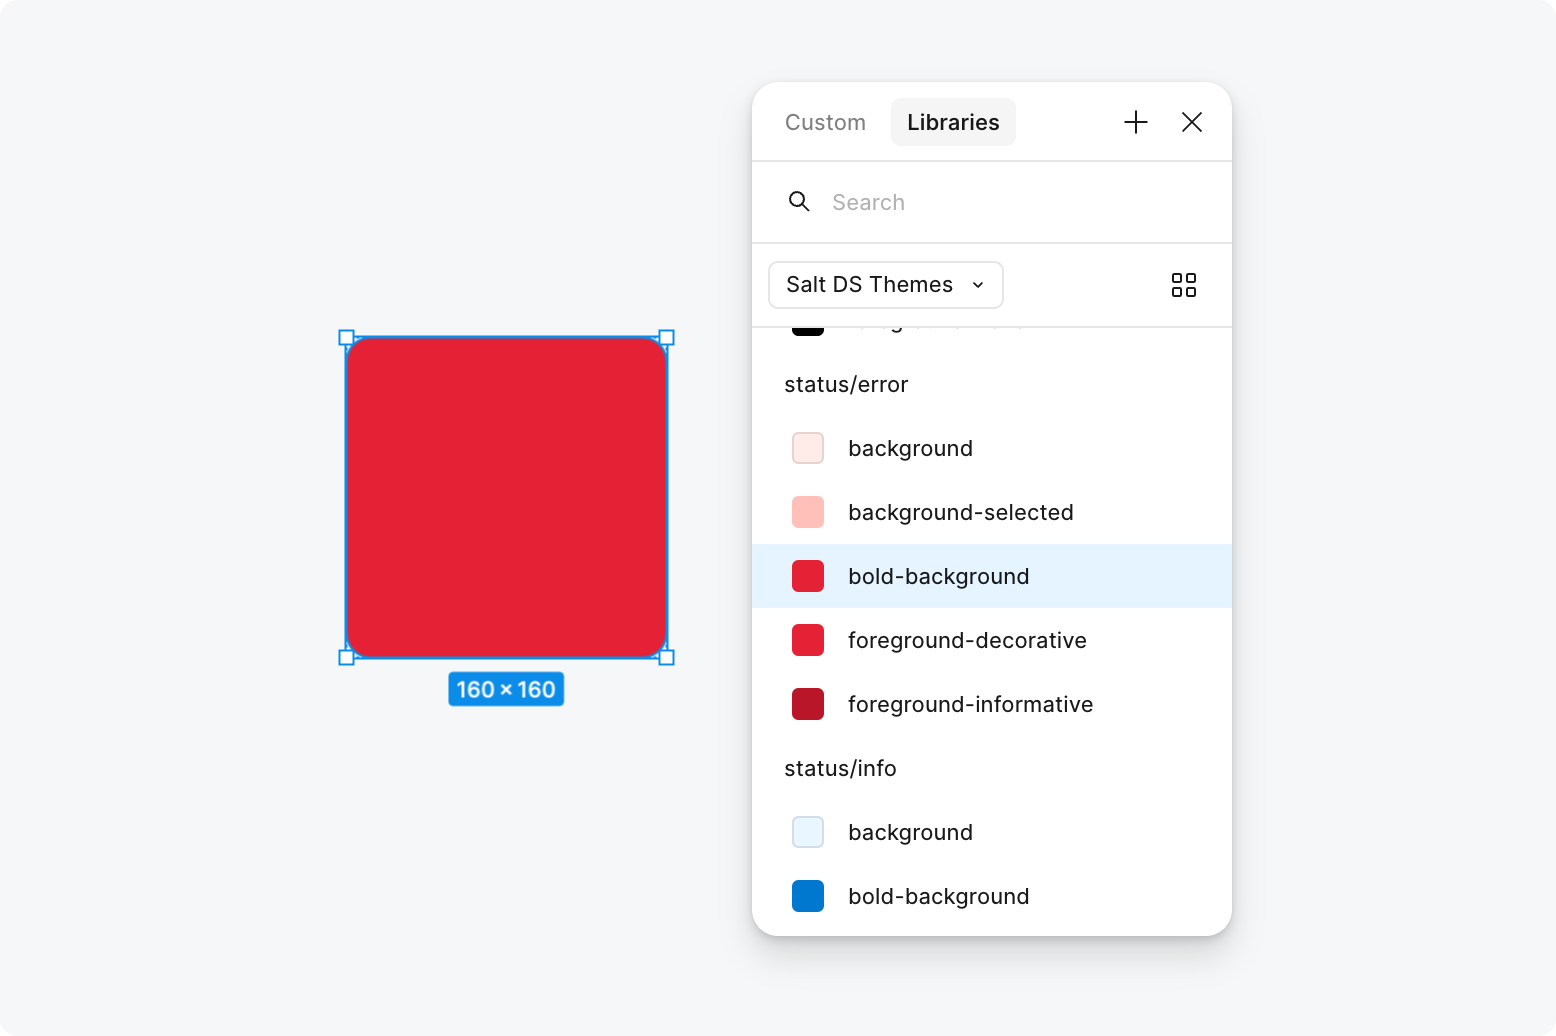 Custom
Libraries
Search
Salt DS Themes
status/error
background
background-selected
bold-background
foreground-decorative
foreground-informative
status/info
background
bold-background
160 × 160